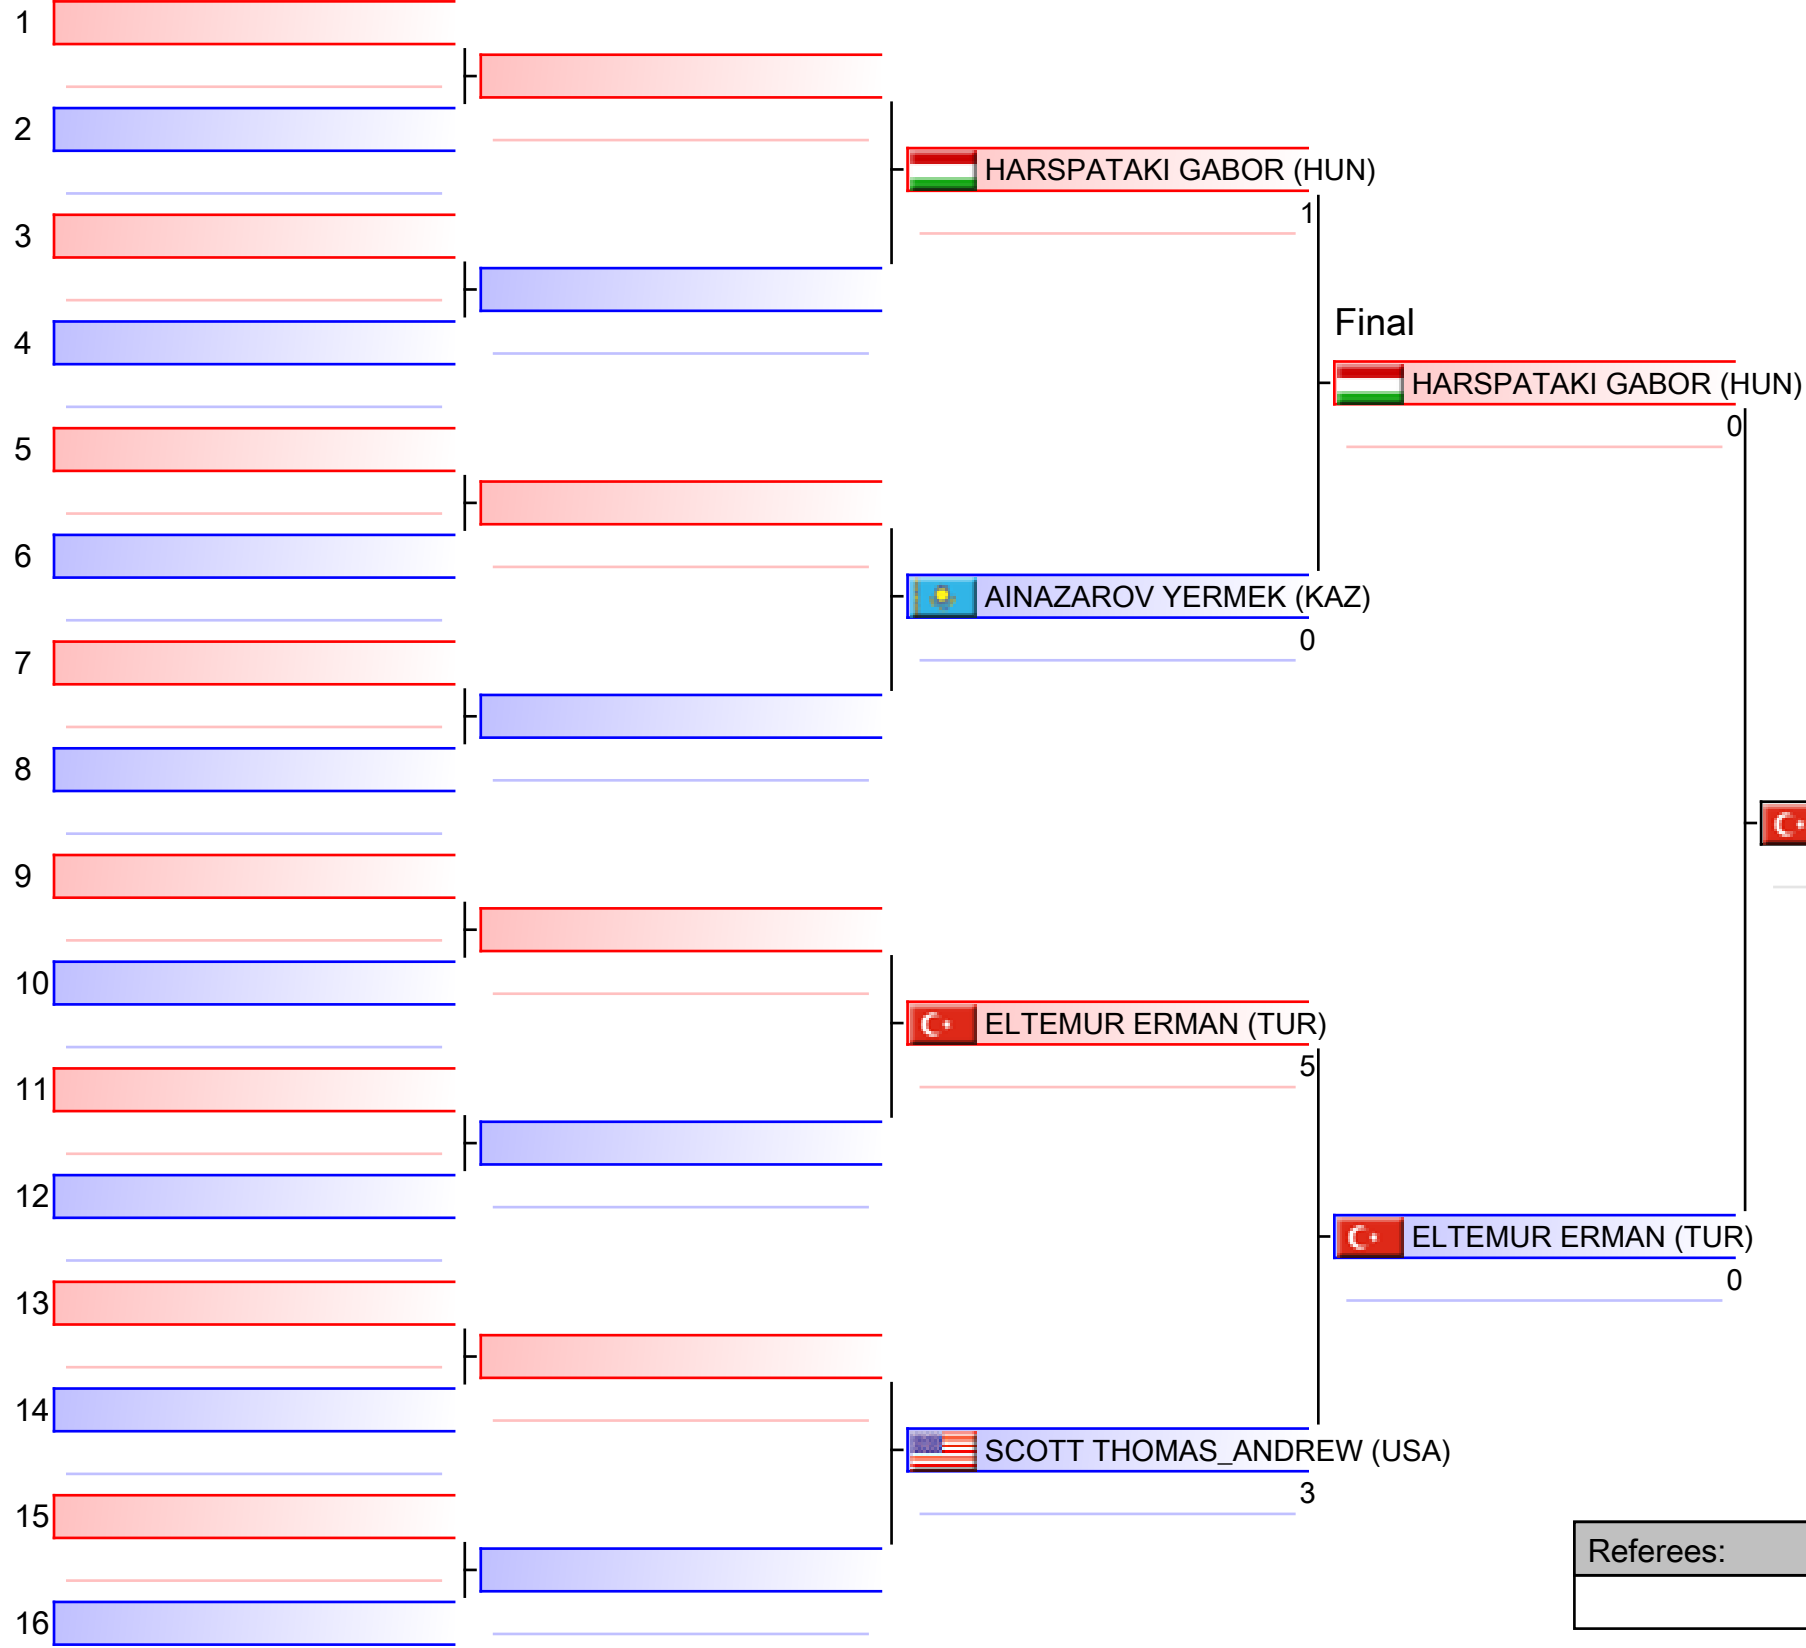 1
2
HARSPATAKI GABOR (HUN)
1
3
Final
4
HARSPATAKI GABOR (HUN)
0
5
6
AINAZAROV YERMEK (KAZ)
0
7
8
9
10
ELTEMUR ERMAN (TUR)
5
11
12
ELTEMUR ERMAN (TUR)
0
13
14
SCOTT THOMAS_ANDREW (USA)
3
15
Referees:
16